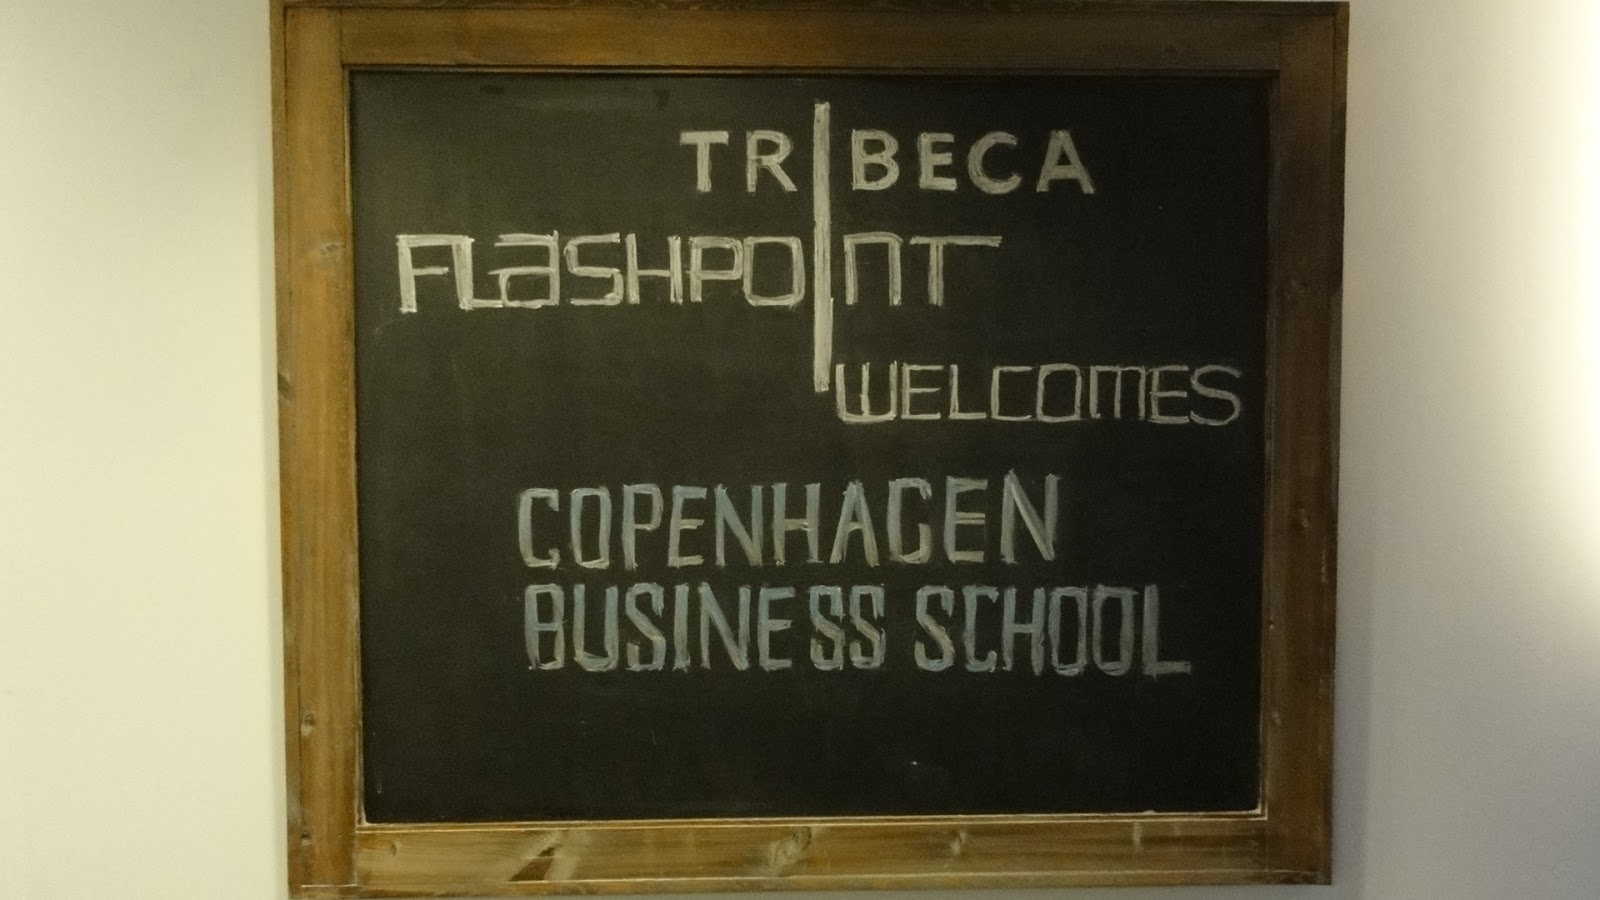 TRIBECA
FLaSHPOINT
WELCOMES
COPENHAGEN
BUSINESS SCHOOL